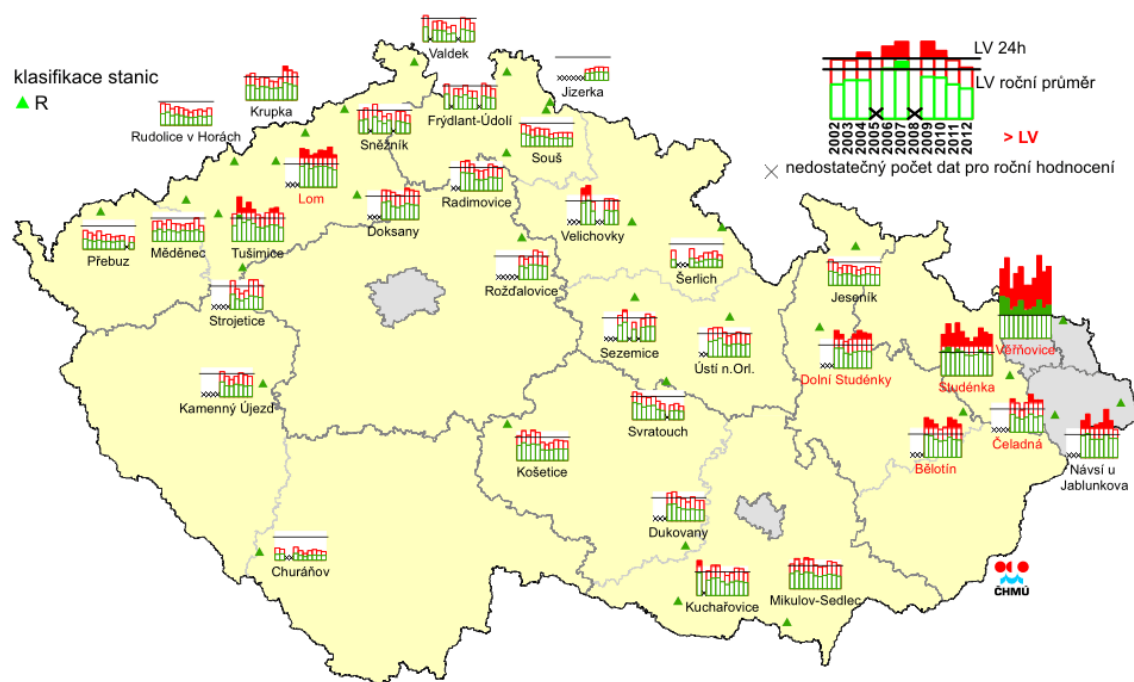 klasifikace stanic
R
LV 24h
LV roční průměr
2002
2003
2004
2005
2006
2007
2008
2009
2010
2011
2012
> LV
nedostatečný počet dat pro roční hodnocení
Valdek
Jizerka
Krupka
Rudolice v Horách
Sněžník
Frýdlant-Údolí
Souš
Lom
Radimovice
Doksany
Velichovky
Přebuz
Měděnec
Tušimice
Rožďalovice
Šerlich
Jeseník
Strojetice
Sezemice
Ústí n.Orl.
Dolní Studénky
Studénka
Věřňovice
Kamenný Újezd
Svratouch
Košetice
Bělotín
Čeladná
Návsí u
Jablunkova
Dukovany
Churáňov
Kuchařovice
Mikulov-Sedlec
ČHMÚ